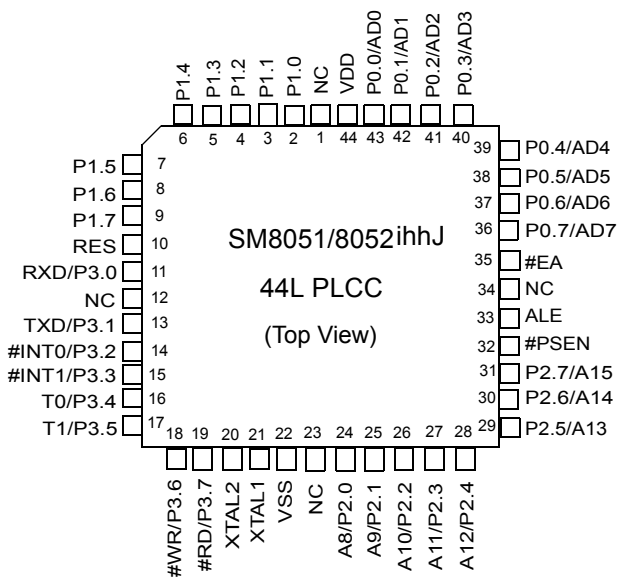 P1.4 P1.3 P1.2 P1.1 P1.0 NC VDD P0.0/AD0 P0.1/AD1 P0.2/AD2 P0.3/AD3
6 5 4 3 2 1 44 43 42 41 40
P1.5 7
P1.6 8
P1.7 9
RES 10
RXD/P3.0 11
NC 12
TXD/P3.1 13
#INT0/P3.2 14
#INT1/P3.3 15
T0/P3.4 16
T1/P3.5 17
SM8051/8052ihhJ
44L PLCC
(Top View)
39 P0.4/AD4
38 P0.5/AD5
37 P0.6/AD6
36 P0.7/AD7
35 #EA
34 NC
33 ALE
32 #PSEN
31 P2.7/A15
30 P2.6/A14
29 P2.5/A13
18 19 20 21 22 23 24 25 26 27 28
#WR/P3.6 #RD/P3.7 XTAL2 XTAL1 VSS NC A8/P2.0 A9/P2.1 A10/P2.2 A11/P2.3 A12/P2.4